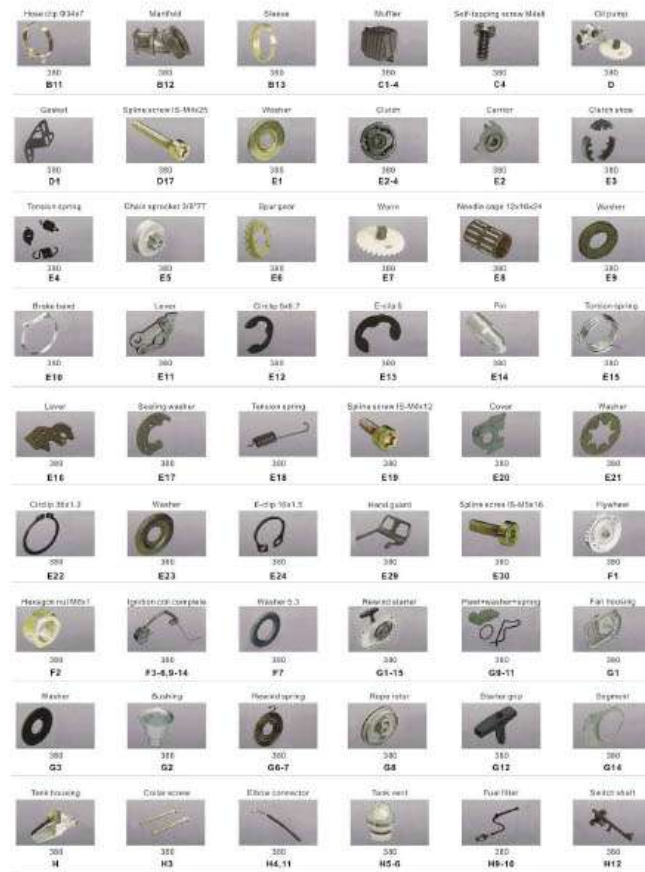 Hose clip Φ34x7 Manifold Sleeve Muffler Self-tapping screw M4x8 Oil pump
380 380 380 380 380 380
B11 B12 B13 C1-4 C4 D
Gasket Spline screw IS-M4x25 Washer Clutch Carrier Clutch shoe
380 380 380 380 380 380
D1 D17 E1 E2-4 E2 E3
Tension spring Chain sprocket 3/8"7T Spur gear Worm Needle cage 12x16x24 Washer
380 380 380 380 380 380
E4 E5 E6 E7 E8 E9
Brake band Lever Circlip Pin Torsion spring
380 380 380 380 380 380
E10 E11 E12 E13 E14 E15
Lever Sealing washer Tension spring Spline screw IS-M4x12 Cover Washer
380 380 380 380 380 380
E16 E17 E18 E19 E20 E21
Circlip Washer E-clip Hand guard Spline screw IS-M5x16 Flywheel
380 380 380 380 380 380
E22 E23 E24 E29 E30 F1
Hexagon nut M8x1 Ignition coil complete Washer 5.3 Rewind starter Pawl+washer+spring Fan housing
380 380 380 380 380 380
F2 F3-6,9-14 F7 G1-15 G9-11 G1
Washer Bushing Rewind spring Rope rotor Starter grip Segment
380 380 380 380 380 380
G3 G2 G6-7 G8 G12 G14
Tank housing Collar screw Elbow connector Tank vent Fuel filter Switch shaft
380 380 380 380 380 380
H H3 H4,11 H5-6 H9-10 H12